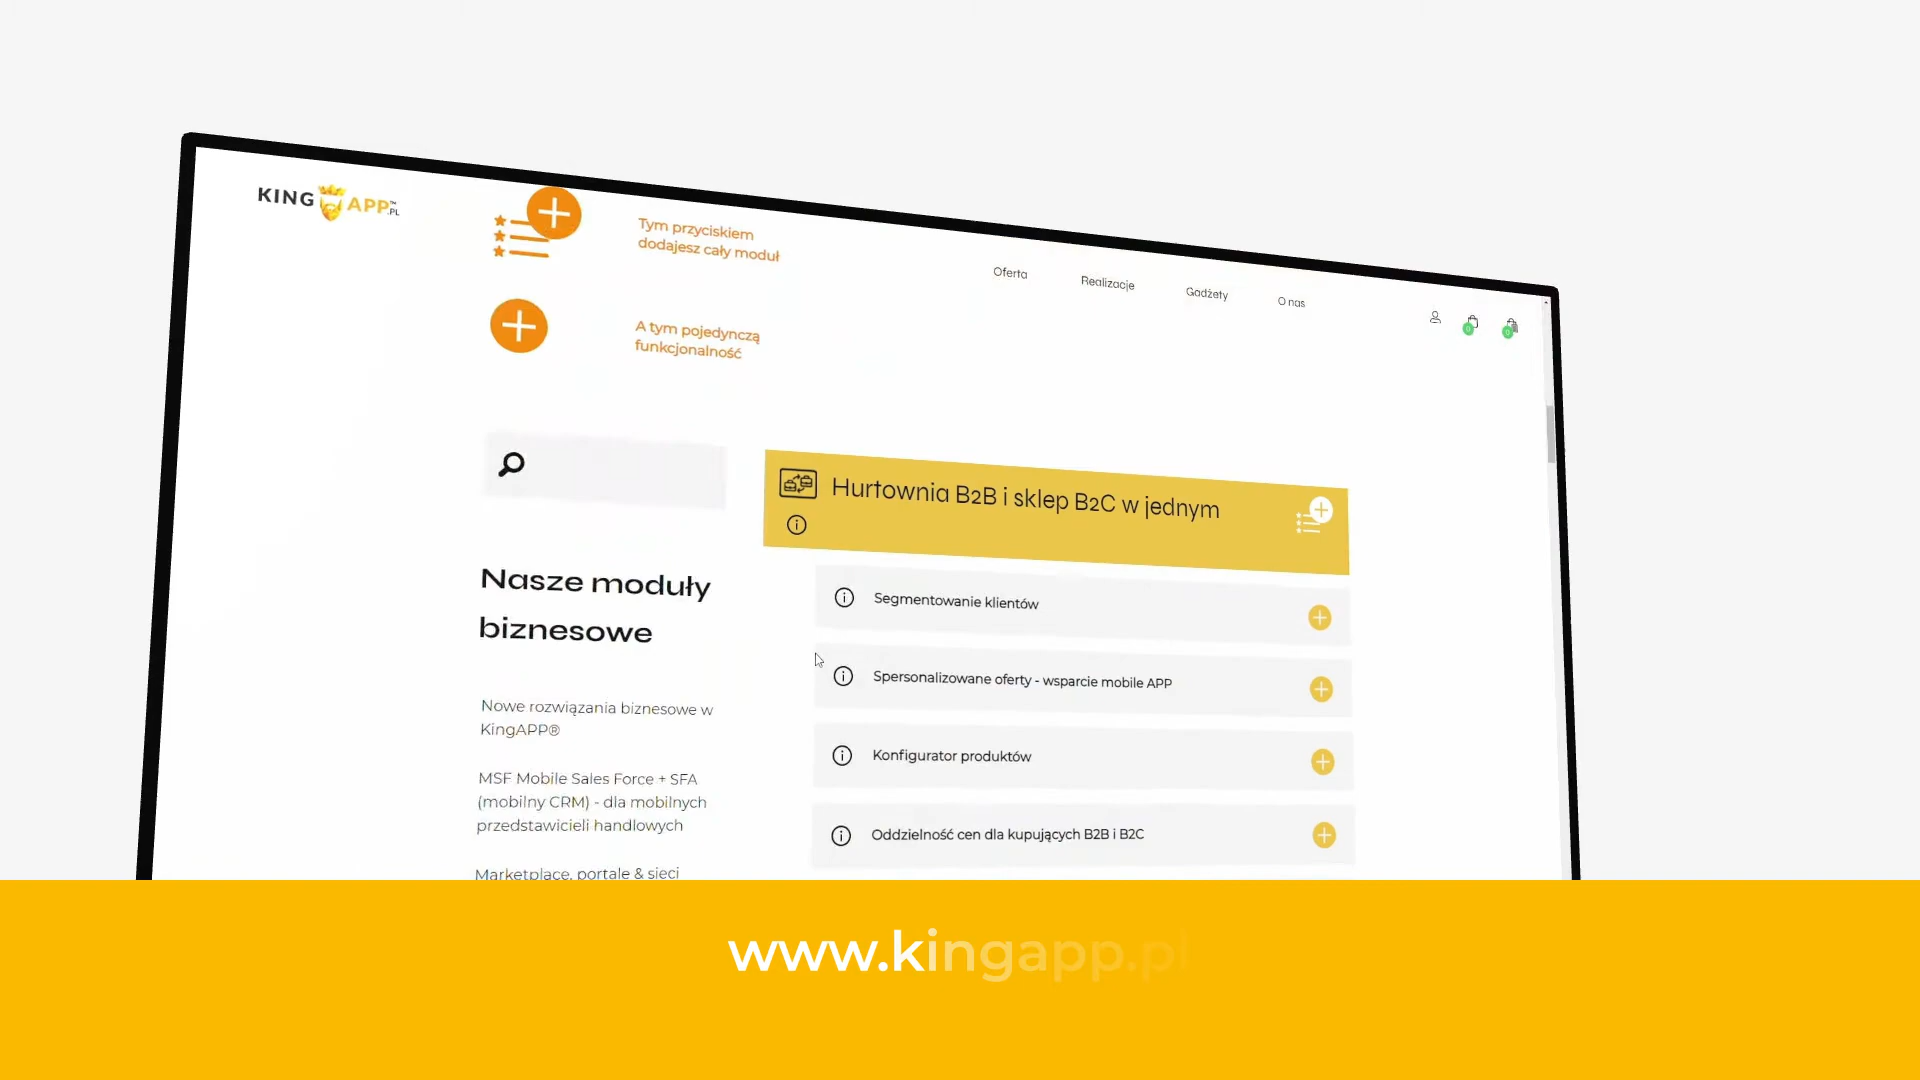 KING APP.PL™
Tym przyciskiem
dodajesz cały moduł
Oferta
Realizacje
Gadżety
O nas
0
0
A tym pojedynczą
funkcjonalność
Hurtownia B2B i sklep B2C w jednym
Nasze moduły
biznesowe
Segmentowanie klientów
Spersonalizowane oferty - wsparcie mobile APP
Konfigurator produktów
Oddzielność cen dla kupujących B2B i B2C
Nowe rozwiązania biznesowe w
KingAPP®
MSF Mobile Sales Force + SFA
(mobilny CRM) - dla mobilnych
przedstawicieli handlowych
Marketplace, portale & sieci
www.kingapp.pl